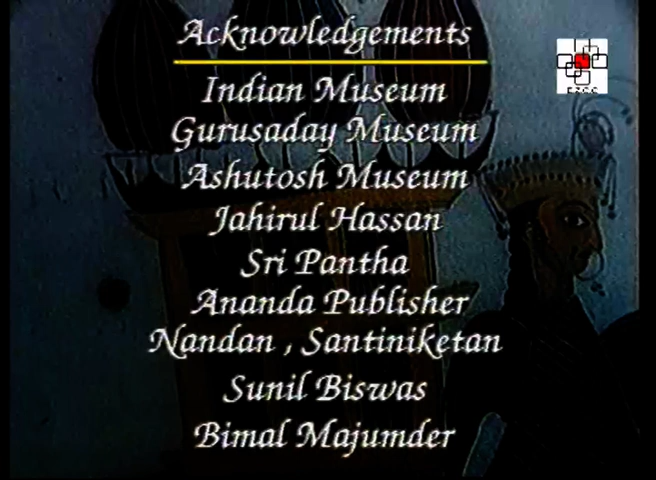 Acknowledgements
E.Z.C.C
Indian Museum
Gurusaday Museum
Ashutosh Museum
Jahirul Hassan
Sri Pantha
Ananda Publisher
Nandan , Santiniketan
Sunil Biswas
Bimal Majumder